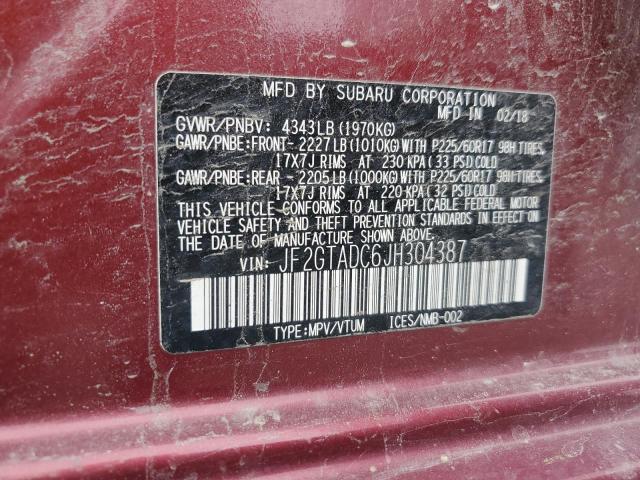 MFD BY SUBARU CORPORATION
MFD IN 02/18
GVWR/PNBV: 4343LB (1970KG)
GAWR/PNBE:FRONT- 2227LB (1010KG) WITH P225/60R17 98H TIRES,
17X7J RIMS AT 230 KPA (33 PSI) COLD
GAWR/PNBE:REAR - 2205LB (1000KG) WITH P225/60R17 98H TIRES,
17X7J RIMS AT 220 KPA (32 PSI) COLD
THIS VEHICLE CONFORMS TO ALL APPLICABLE FEDERAL MOTOR
VEHICLE SAFETY AND THEFT PREVENTION STANDARDS IN EFFECT ON
THE DATE OF MANUFACTURE SHOWN ABOVE.
VIN: JF2GTADC6JH304387
TYPE:MPV/VTUM ICES/NMB-002